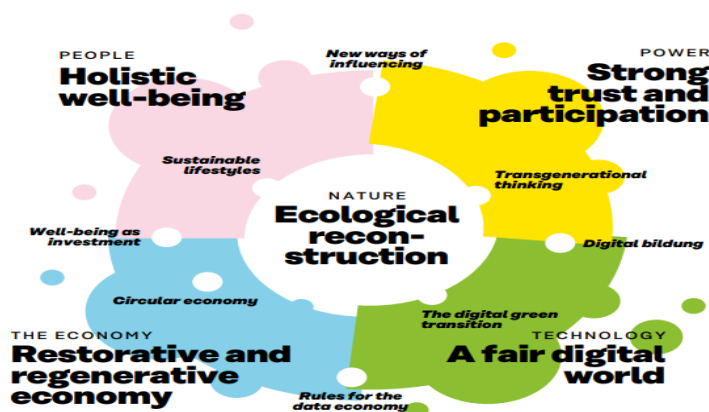 PEOPLE
Holistic
well-being
New ways of
influencing
POWER
Strong
trust and
participation
Sustainable
lifestyles
Transgenerational
thinking
NATURE
Ecological
recon-
struction
Well-being as
investment
Digital bildung
Circular economy
The digital green
transition
THE ECONOMY
Restorative and
regenerative
economy
TECHNOLOGY
A fair digital
world
Rules for the
data economy